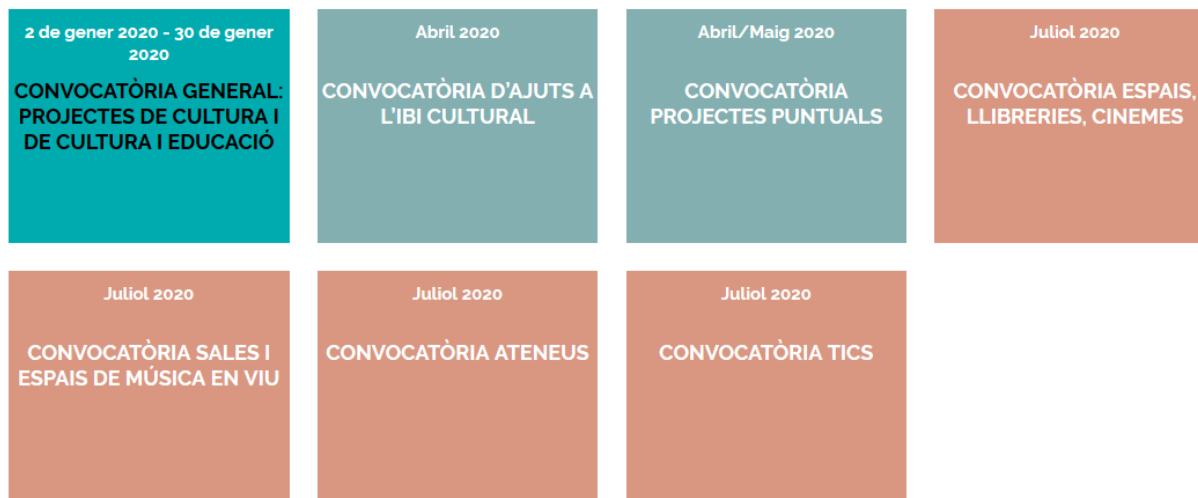 2 de gener 2020 - 30 de gener
2020
CONVOCATÒRIA GENERAL:
PROJECTES DE CULTURA I
DE CULTURA I EDUCACIÓ
Abril 2020
CONVOCATÒRIA D'AJUTS A
L'IBI CULTURAL
Abril/Maig 2020
CONVOCATÒRIA
PROJECTES PUNTUALS
Juliol 2020
CONVOCATÒRIA ESPAIS,
LLIBRERIES, CINEMES
Juliol 2020
CONVOCATÒRIA SALES I
ESPAIS DE MÚSICA EN VIU
Juliol 2020
CONVOCATÒRIA ATENEUS
Juliol 2020
CONVOCATÒRIA TICS